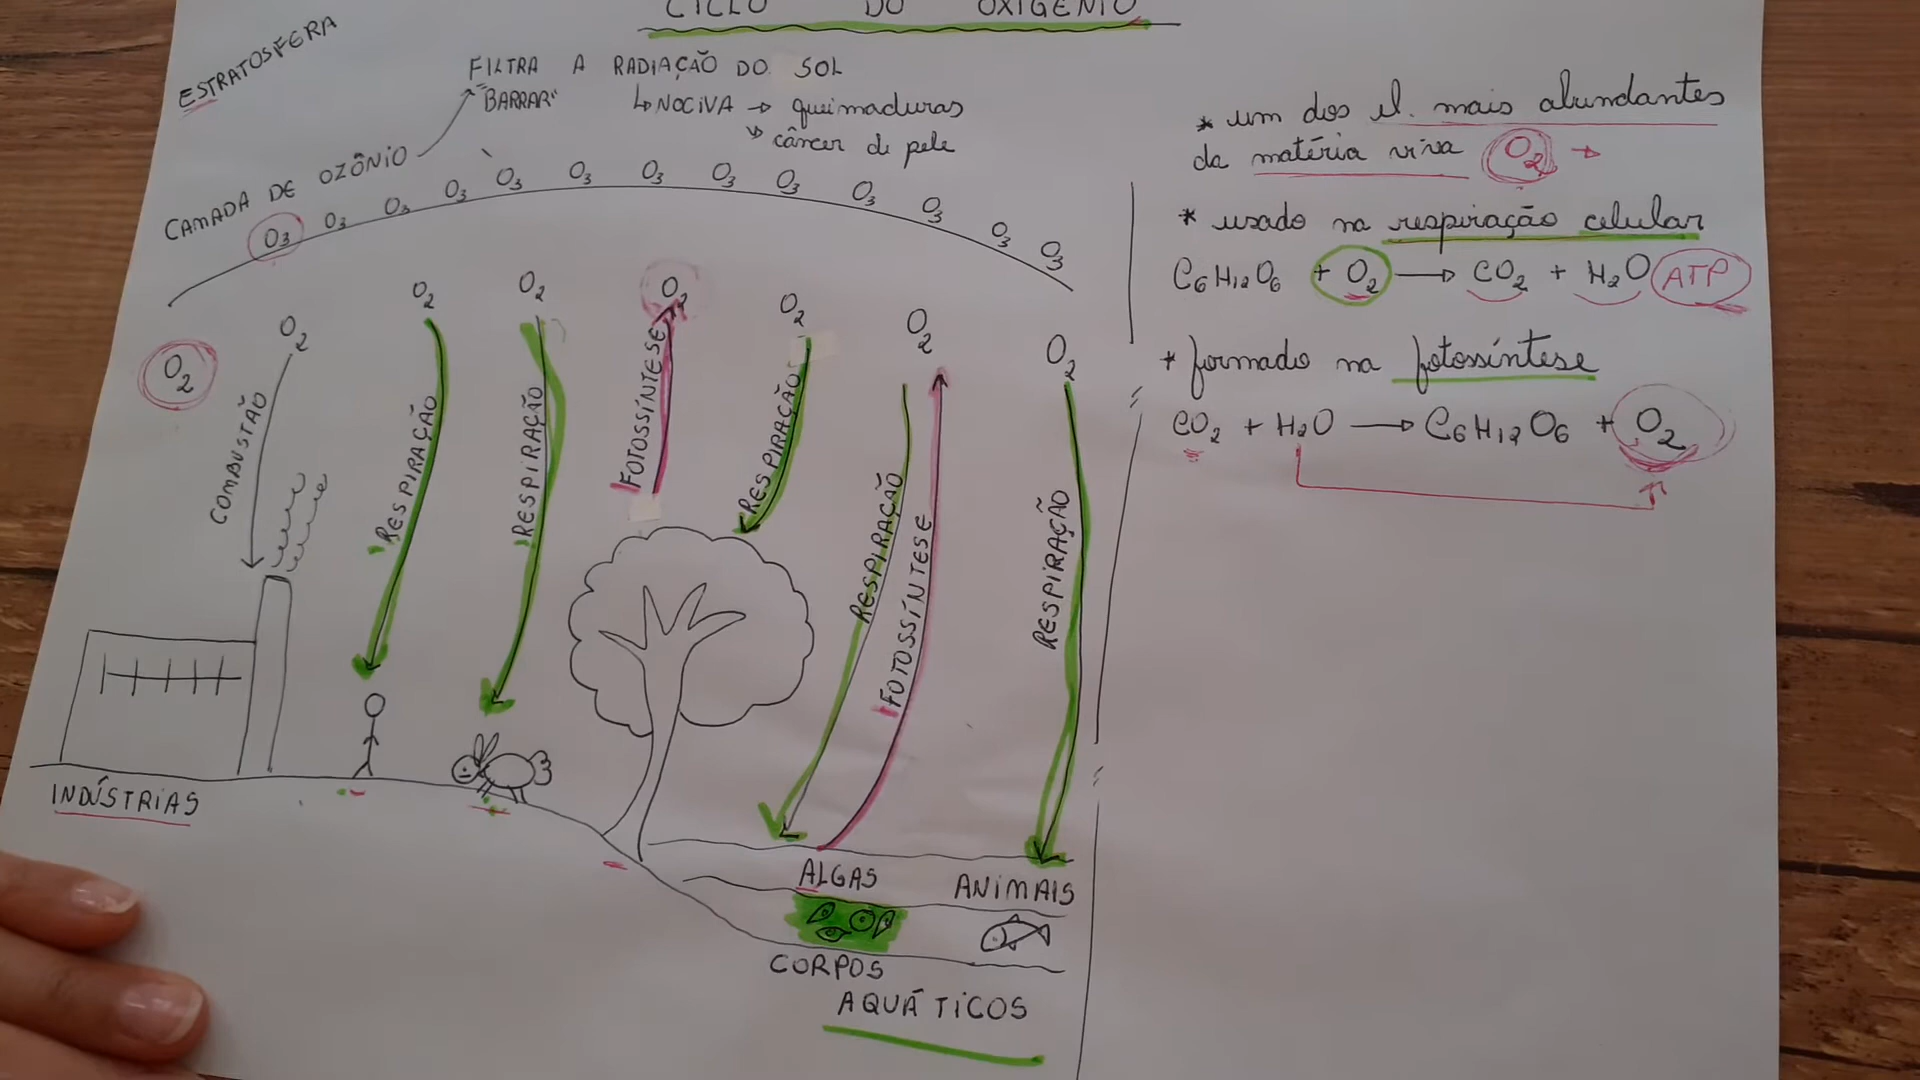 CICLO DO OXIGÊNIO
ESTRATOSFERA
FILTRA A RADIAÇÃO DO SOL
"BARRAR"
↳ NOCIVA → queimaduras
↳ câncer de pele
CAMADA DE OZÔNIO
O3 O3 O3 O3 O3 O3 O3 O3 O3 O3 O3 O3 O3
O2
O2 O2 O2 O2 O2 O2 O2
COMBUSTÃO
RESPIRAÇÃO
RESPIRAÇÃO
FOTOSSÍNTESE
RESPIRAÇÃO
RESPIRAÇÃO
FOTOSSÍNTESE
RESPIRAÇÃO
INDÚSTRIAS
ALGAS
ANIMAIS
CORPOS
AQUÁTICOS
* um dos el. mais abundantes
da matéria viva O2 →
* usado na respiração celular
C6H12O6 + O2 → CO2 + H2O ATP
* formado na fotossíntese
CO2 + H2O → C6H12O6 + O2